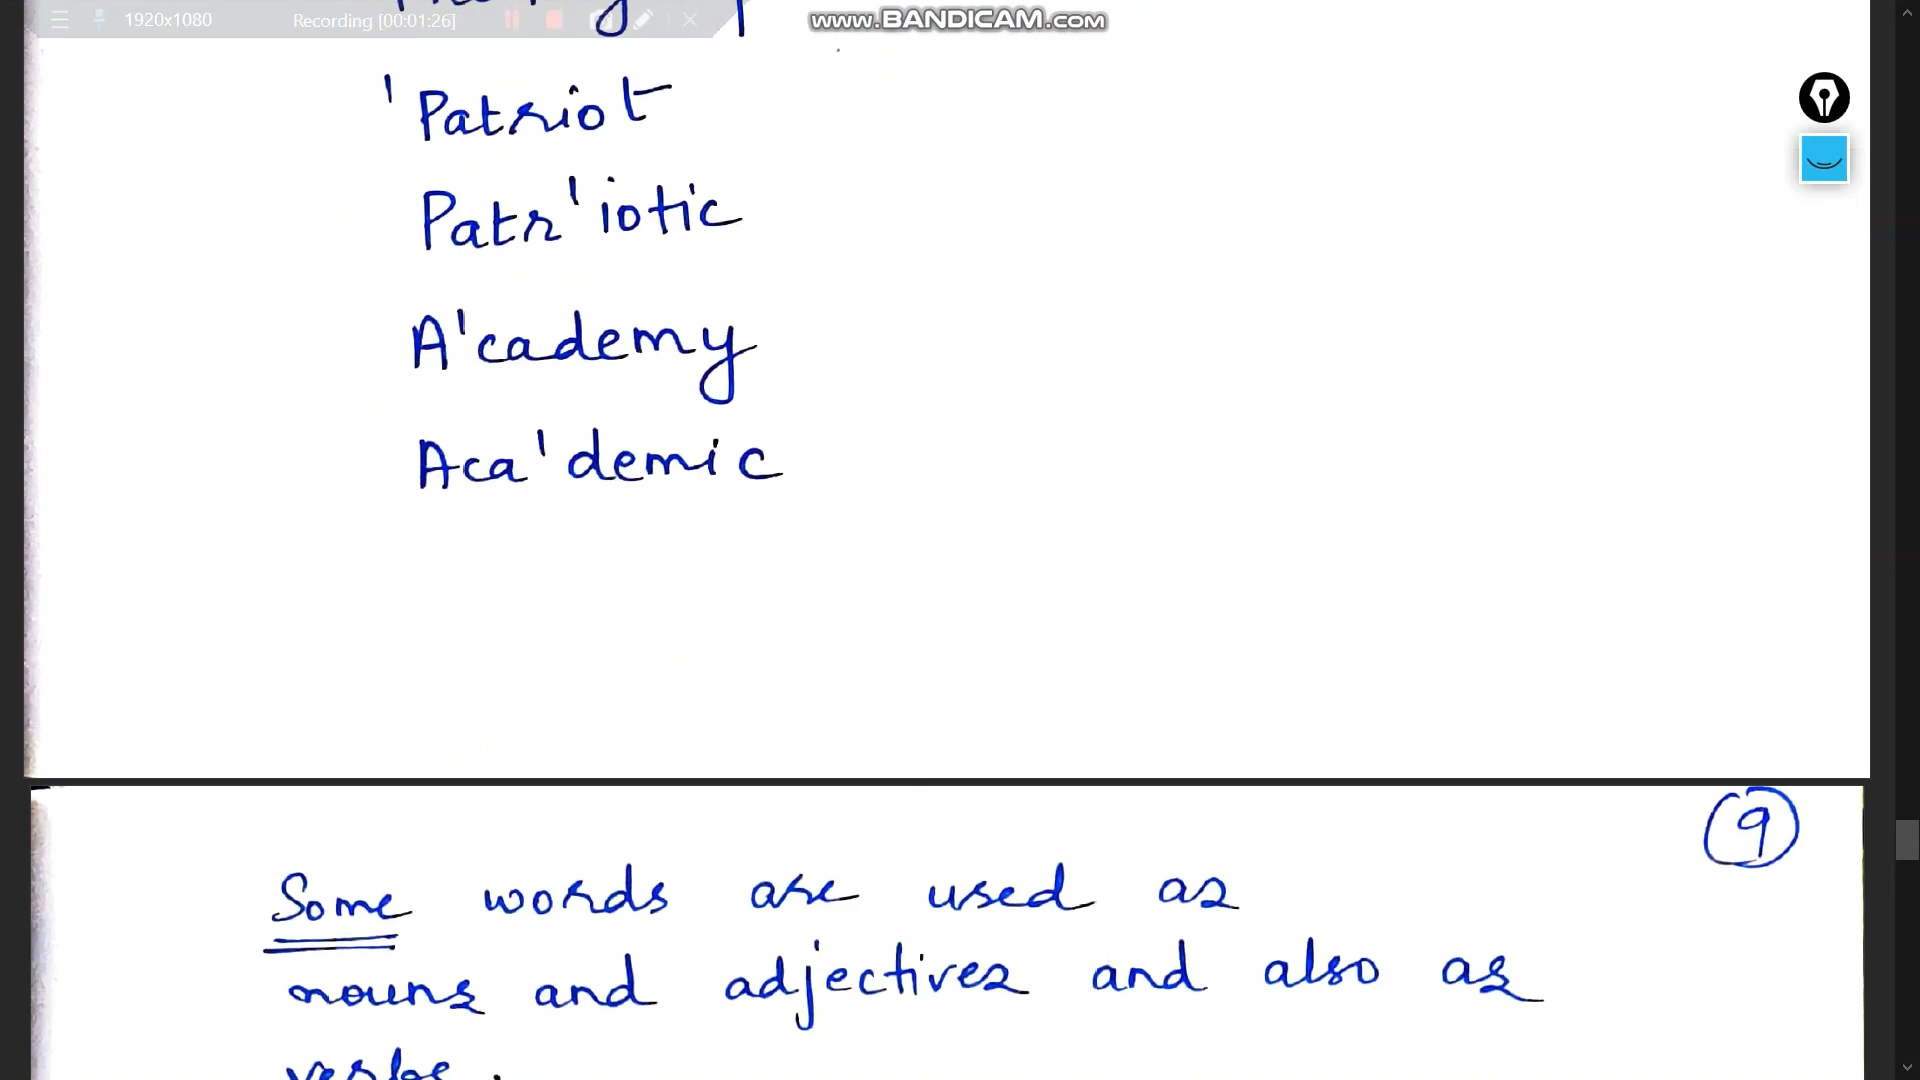 1920x1080 Recording [00:01:26] www.BANDICAM.com
'Patriot
Patr'iotic
A'cademy
Aca'demic
9
Some words are used as
nouns and adjectives and also as
verbs.